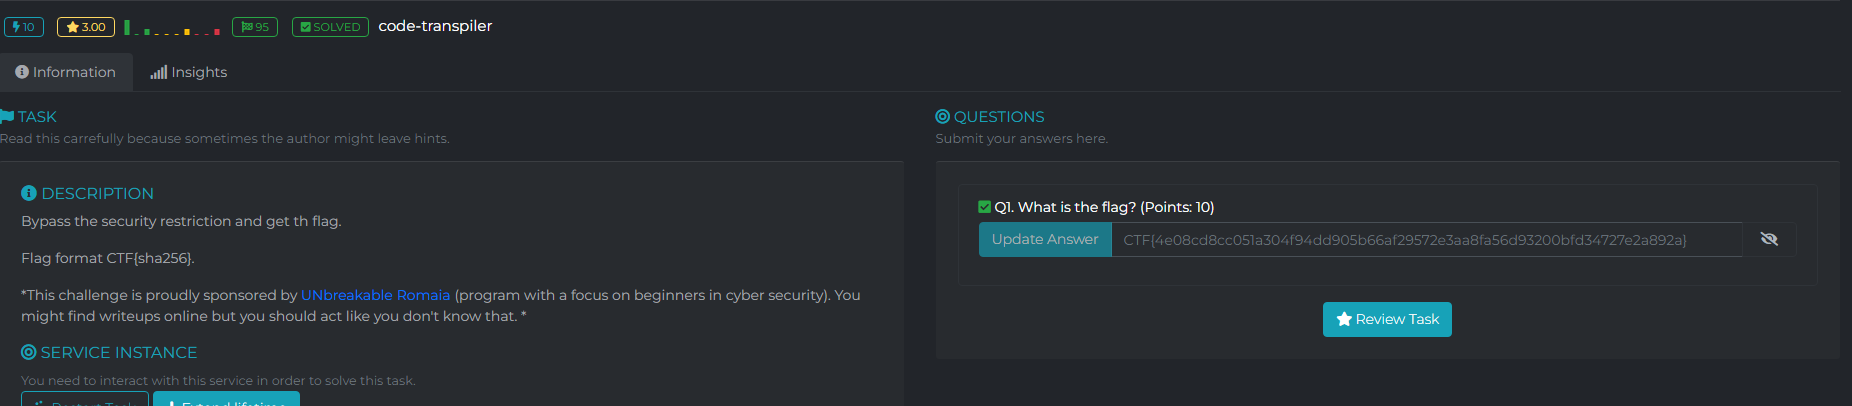 10 3.00 95 SOLVED code-transpiler
Information Insights
TASK
Read this carrefully because sometimes the author might leave hints.
QUESTIONS
Submit your answers here.
DESCRIPTION
Bypass the security restriction and get th flag.
Flag format CTF{sha256}.
*This challenge is proudly sponsored by UNbreakable Romaia (program with a focus on beginners in cyber security). You
might find writeups online but you should act like you don't know that. *
SERVICE INSTANCE
You need to interact with this service in order to solve this task.
Restart Task Extend lifetime
Q1. What is the flag? (Points: 10)
Update Answer CTF{4e08cd8cc051a304f94dd905b66af29572e3aa8fa56d93200bfd34727e2a892a}
Review Task